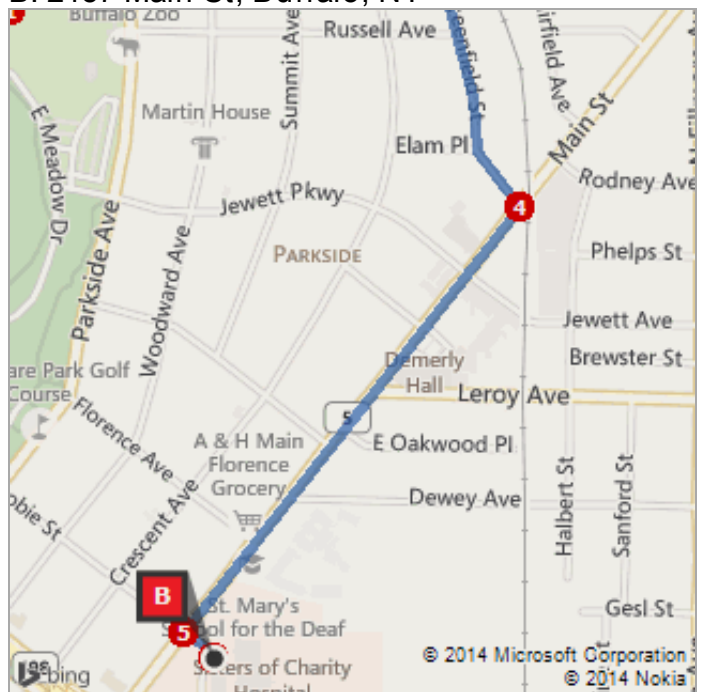 Buffalo Zoo
Russell Ave
Summit Ave
Main St
Martin House
Elam Pl
E Meadow Dr
Rodney Ave
4
Jewett Pkwy
Parkside Ave
Woodward Ave
PARKSIDE
Phelps St
Jewett Ave
Demerly
Hall
Brewster St
Leroy Ave
5
Florence Ave
A & H Main
Florence
Grocery
E Oakwood Pl
Dewey Ave
Halbert St
Sanford St
Crescent Ave
B
St. Mary's
School for the Deaf
5
Gesl St
Sisters of Charity
Hospital
198
bing
© 2014 Microsoft Corporation
© 2014 Nokia